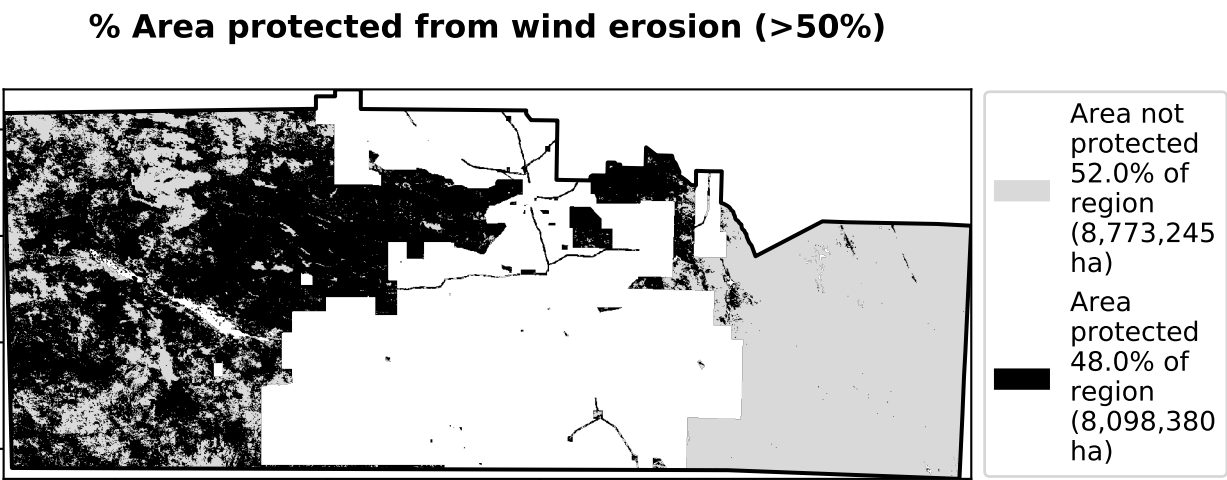 % Area protected from wind erosion (>50%)
Area not
protected
52.0% of
region
(8,773,245
ha)
Area
protected
48.0% of
region
(8,098,380
ha)